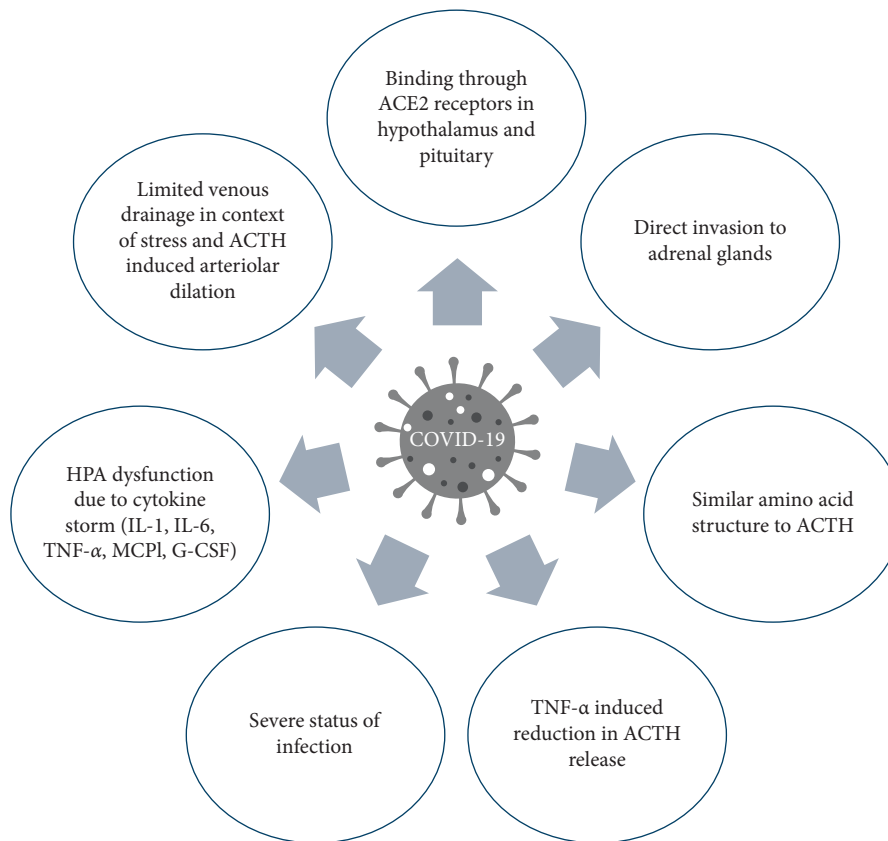 Binding through
ACE2 receptors in
hypothalamus and
pituitary
Limited venous
drainage in context
of stress and ACTH
induced arteriolar
dilation
Direct invasion to
adrenal glands
COVID-19
HPA dysfunction
due to cytokine
storm (IL-1, IL-6,
TNF-α, MCPl, G-CSF)
Similar amino acid
structure to ACTH
Severe status of
infection
TNF-α induced
reduction in ACTH
release